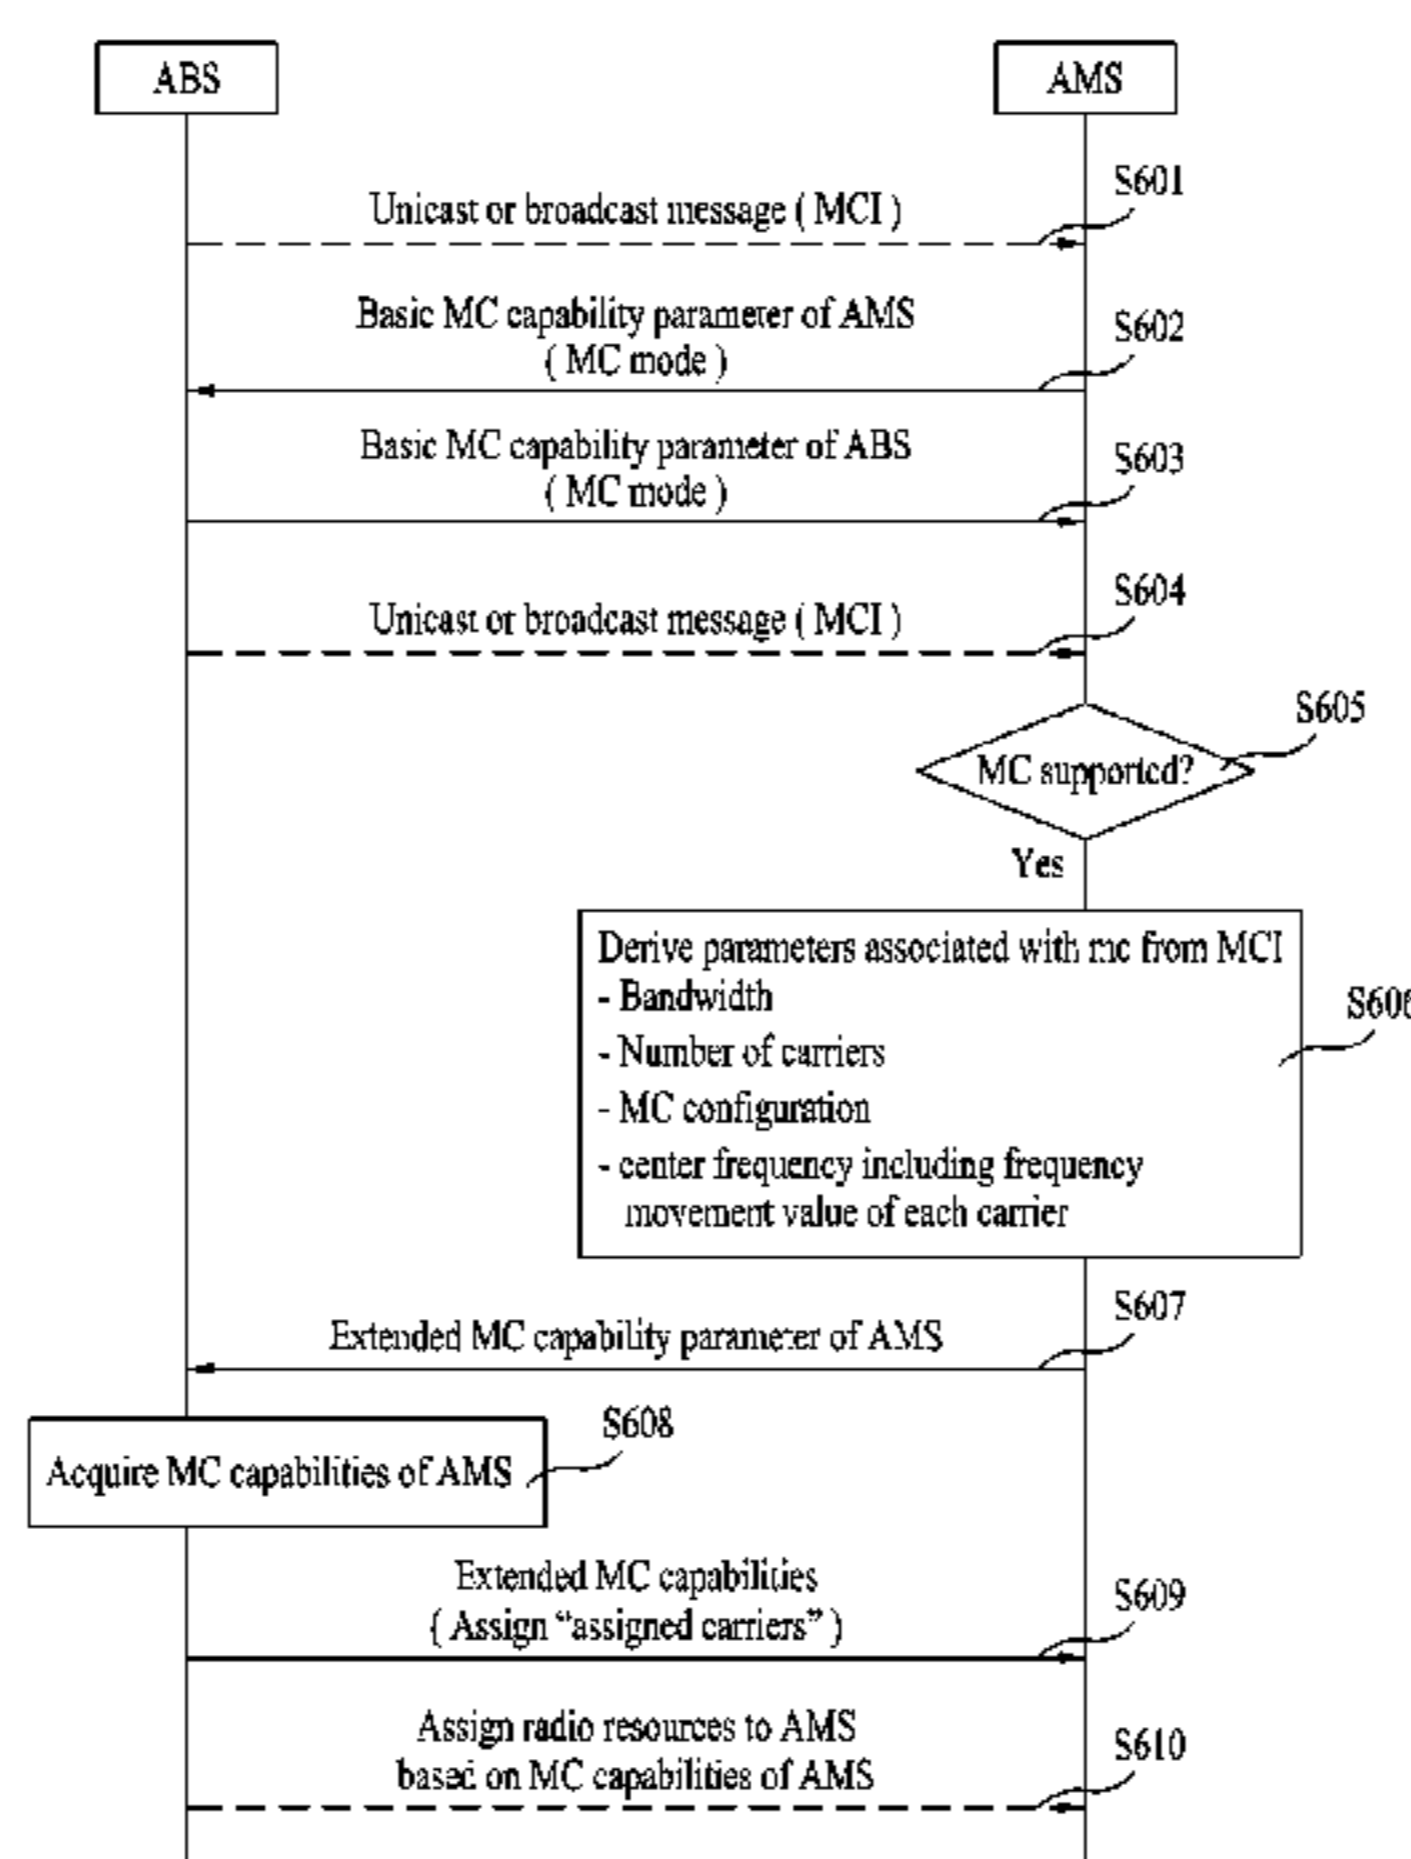 ABS
AMS
S601
Unicast or broadcast message ( MCI )
Basic MC capability parameter of AMS
( MC mode )
S602
Basic MC capability parameter of ABS
( MC mode )
S603
S604
Unicast or broadcast message ( MCI )
S605
MC supported?
Yes
Derive parameters associated with mc from MCI
- Bandwidth
- Number of carriers
- MC configuration
- center frequency including frequency
movement value of each carrier
S606
S607
Extended MC capability parameter of AMS
S608
Acquire MC capabilities of AMS
Extended MC capabilities
( Assign “assigned carriers” )
S609
Assign radio resources to AMS
based on MC capabilities of AMS
S610